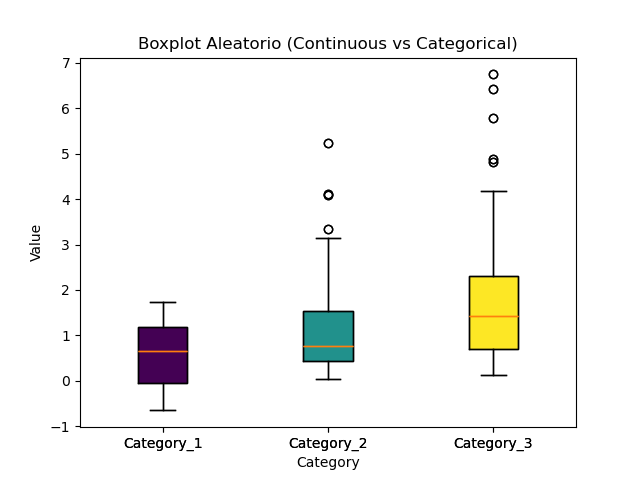 Boxplot Aleatorio (Continuous vs Categorical)
7
6
5
4
3
2
1
0
−1
Value
Category_1 Category_2 Category_3
Category